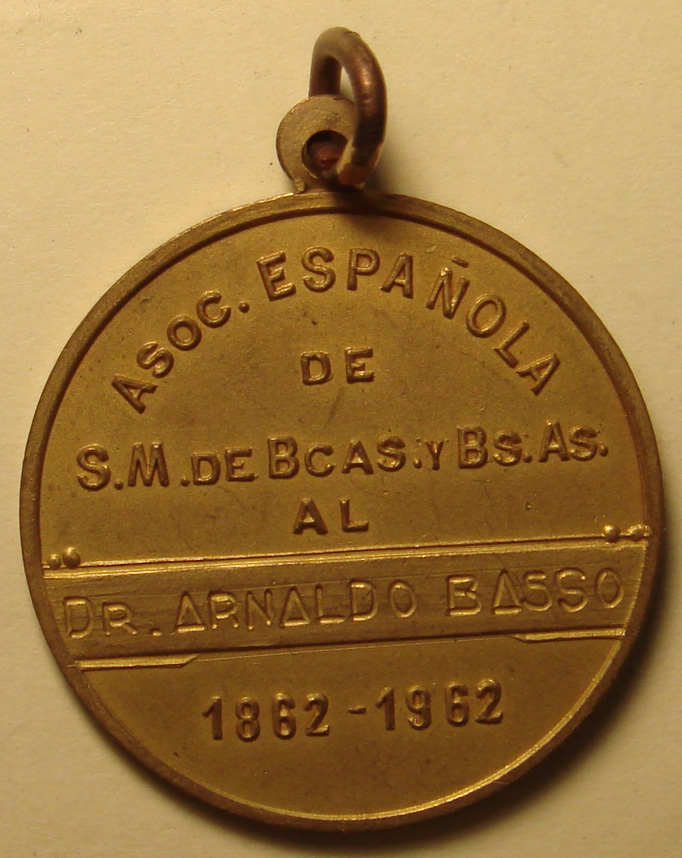 ASOC. ESPAÑOLA
DE
S.M. DE BCAS. Y BS. AS.
AL
DR. ARNALDO BASSO
1862-1962